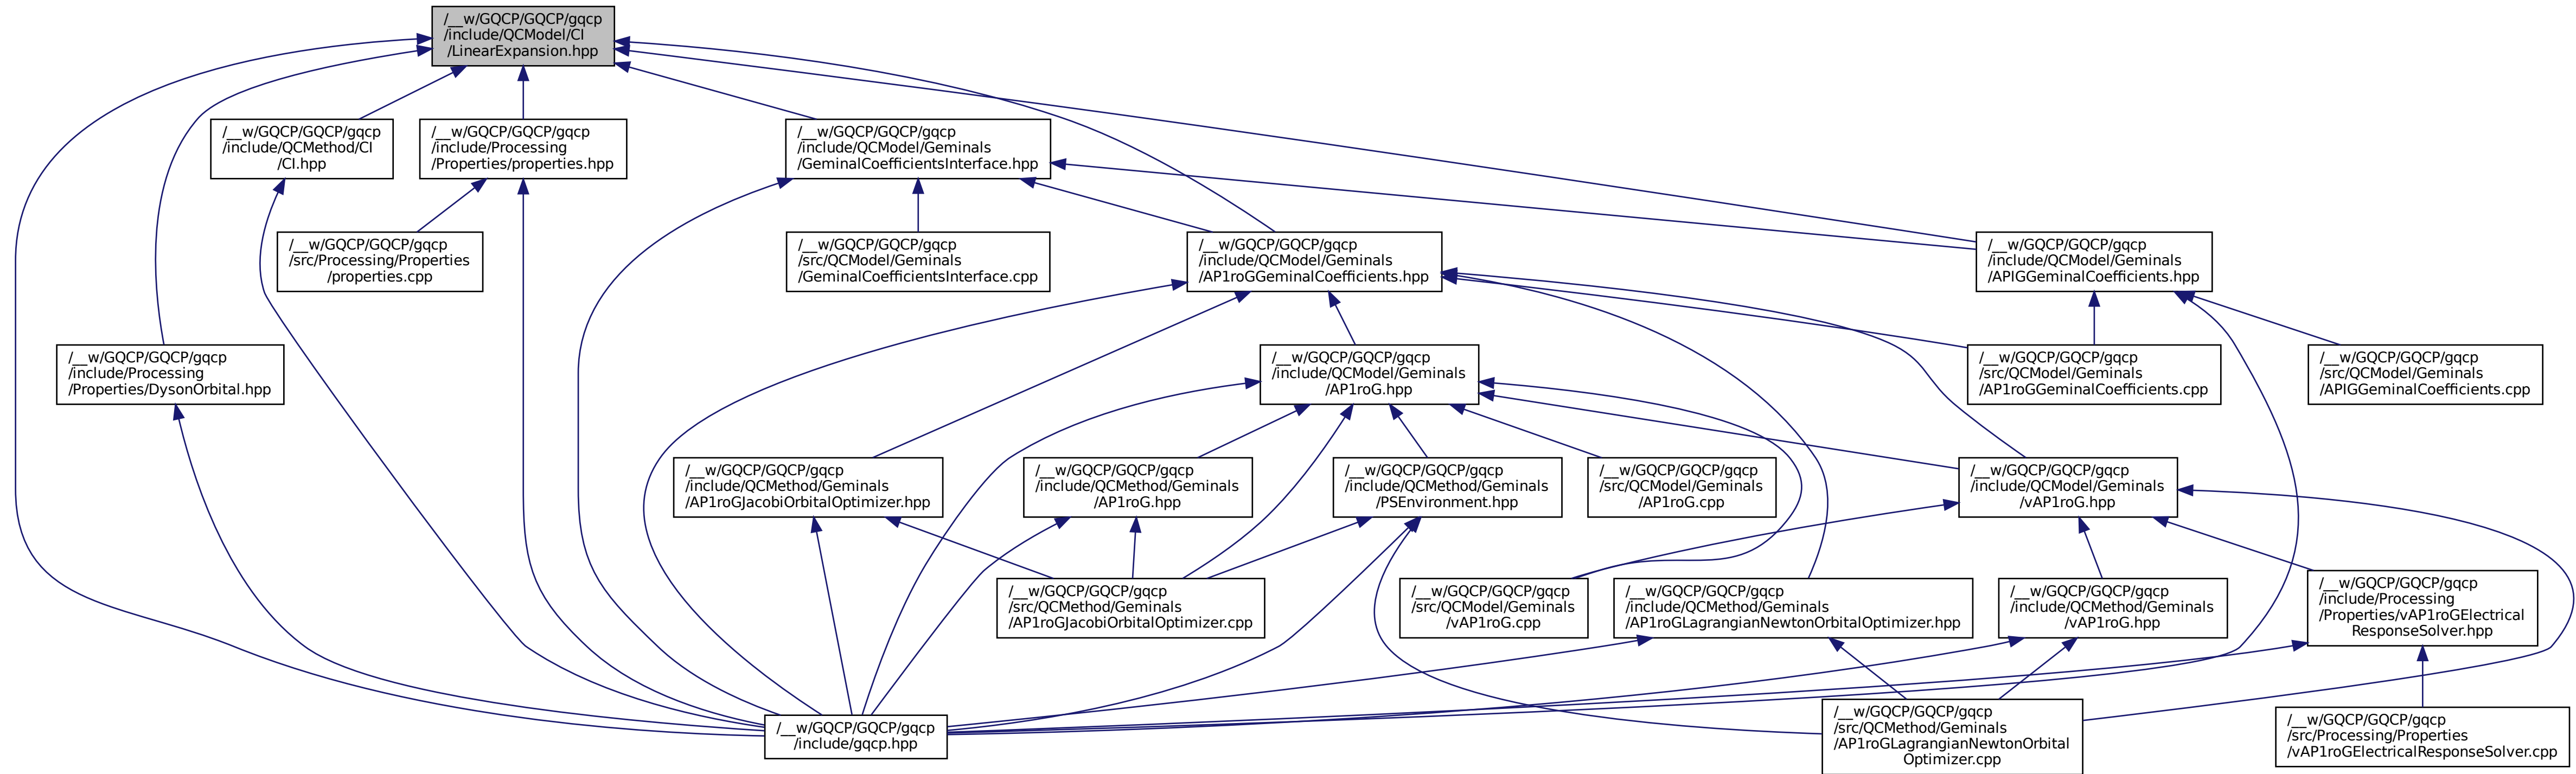 /__w/GQCP/GQCP/gqcp
/include/QCModel/CI
/LinearExpansion.hpp
/__w/GQCP/GQCP/gqcp
/include/QCMethod/CI
/CI.hpp
/__w/GQCP/GQCP/gqcp
/include/Processing
/Properties/properties.hpp
/__w/GQCP/GQCP/gqcp
/include/QCModel/Geminals
/GeminalCoefficientsInterface.hpp
/__w/GQCP/GQCP/gqcp
/src/Processing/Properties
/properties.cpp
/__w/GQCP/GQCP/gqcp
/src/QCModel/Geminals
/GeminalCoefficientsInterface.cpp
/__w/GQCP/GQCP/gqcp
/include/QCModel/Geminals
/AP1roGGeminalCoefficients.hpp
/__w/GQCP/GQCP/gqcp
/include/QCModel/Geminals
/APIGGeminalCoefficients.hpp
/__w/GQCP/GQCP/gqcp
/include/Processing
/Properties/DysonOrbital.hpp
/__w/GQCP/GQCP/gqcp
/include/QCModel/Geminals
/AP1roG.hpp
/__w/GQCP/GQCP/gqcp
/src/QCModel/Geminals
/AP1roGGeminalCoefficients.cpp
/__w/GQCP/GQCP/gqcp
/src/QCModel/Geminals
/APIGGeminalCoefficients.cpp
/__w/GQCP/GQCP/gqcp
/include/QCMethod/Geminals
/AP1roGJacobiOrbitalOptimizer.hpp
/__w/GQCP/GQCP/gqcp
/include/QCMethod/Geminals
/AP1roG.hpp
/__w/GQCP/GQCP/gqcp
/include/QCMethod/Geminals
/PSEnvironment.hpp
/__w/GQCP/GQCP/gqcp
/src/QCModel/Geminals
/AP1roG.cpp
/__w/GQCP/GQCP/gqcp
/include/QCModel/Geminals
/vAP1roG.hpp
/__w/GQCP/GQCP/gqcp
/src/QCMethod/Geminals
/AP1roGJacobiOrbitalOptimizer.cpp
/__w/GQCP/GQCP/gqcp
/src/QCModel/Geminals
/vAP1roG.cpp
/__w/GQCP/GQCP/gqcp
/include/QCMethod/Geminals
/AP1roGLagrangianNewtonOrbitalOptimizer.hpp
/__w/GQCP/GQCP/gqcp
/include/QCMethod/Geminals
/vAP1roG.hpp
/__w/GQCP/GQCP/gqcp
/include/Processing
/Properties/vAP1roGElectrical
ResponseSolver.hpp
/__w/GQCP/GQCP/gqcp
/include/gqcp.hpp
/__w/GQCP/GQCP/gqcp
/src/QCMethod/Geminals
/AP1roGLagrangianNewtonOrbital
Optimizer.cpp
/__w/GQCP/GQCP/gqcp
/src/Processing/Properties
/vAP1roGElectricalResponseSolver.cpp